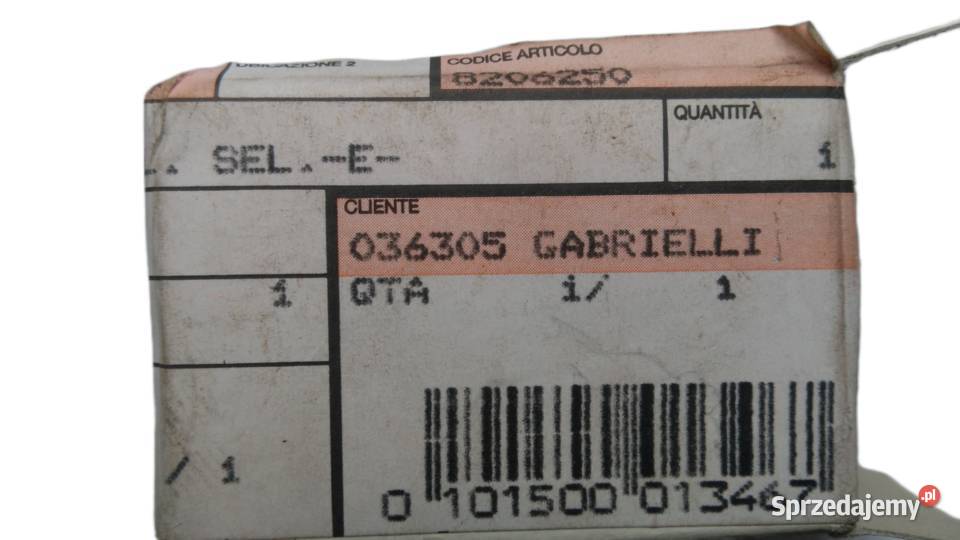 UBICAZIONE 2
CODICE ARTICOLO
8206250
QUANTITÀ
. SEL.-E-
1
CLIENTE
036305 GABRIELLI
1
QTA 1/ 1
/ 1
0 101500 013467
Sprzedajemy.pl